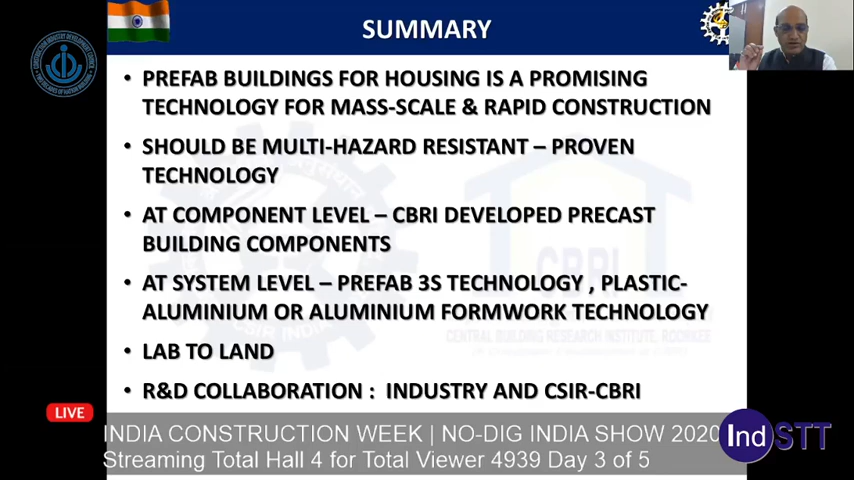 SUMMARY
• PREFAB BUILDINGS FOR HOUSING IS A PROMISING
TECHNOLOGY FOR MASS-SCALE & RAPID CONSTRUCTION
• SHOULD BE MULTI-HAZARD RESISTANT – PROVEN
TECHNOLOGY
• AT COMPONENT LEVEL – CBRI DEVELOPED PRECAST
BUILDING COMPONENTS
• AT SYSTEM LEVEL – PREFAB 3S TECHNOLOGY , PLASTIC-
ALUMINIUM OR ALUMINIUM FORMWORK TECHNOLOGY
• LAB TO LAND
• R&D COLLABORATION : INDUSTRY AND CSIR-CBRI
CBRI
CENTRAL BUILDING RESEARCH INSTITUTE, ROORKEE
CSIR INDIA
LIVE
INDIA CONSTRUCTION WEEK | NO-DIG INDIA SHOW 2020
Streaming Total Hall 4 for Total Viewer 4939 Day 3 of 5
IndSTT